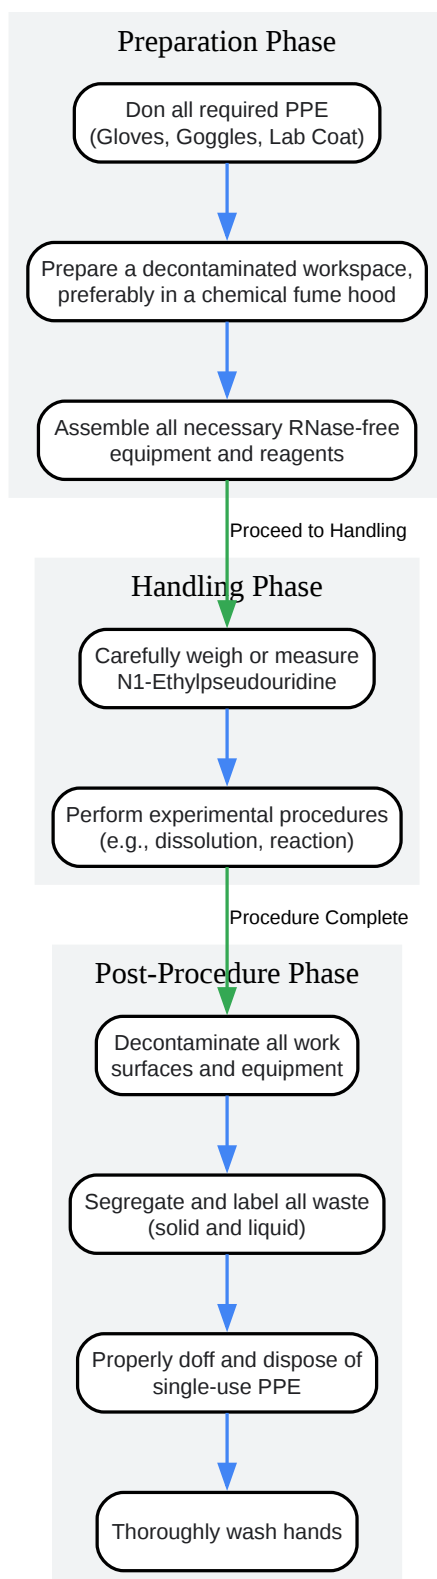 Preparation Phase
Don all required PPE
(Gloves, Goggles, Lab Coat)
Prepare a decontaminated workspace,
preferably in a chemical fume hood
Assemble all necessary RNase-free
equipment and reagents
Proceed to Handling
Handling Phase
Carefully weigh or measure
N1-Ethylpseudouridine
Perform experimental procedures
(e.g., dissolution, reaction)
Procedure Complete
Post-Procedure Phase
Decontaminate all work
surfaces and equipment
Segregate and label all waste
(solid and liquid)
Properly doff and dispose of
single-use PPE
Thoroughly wash hands